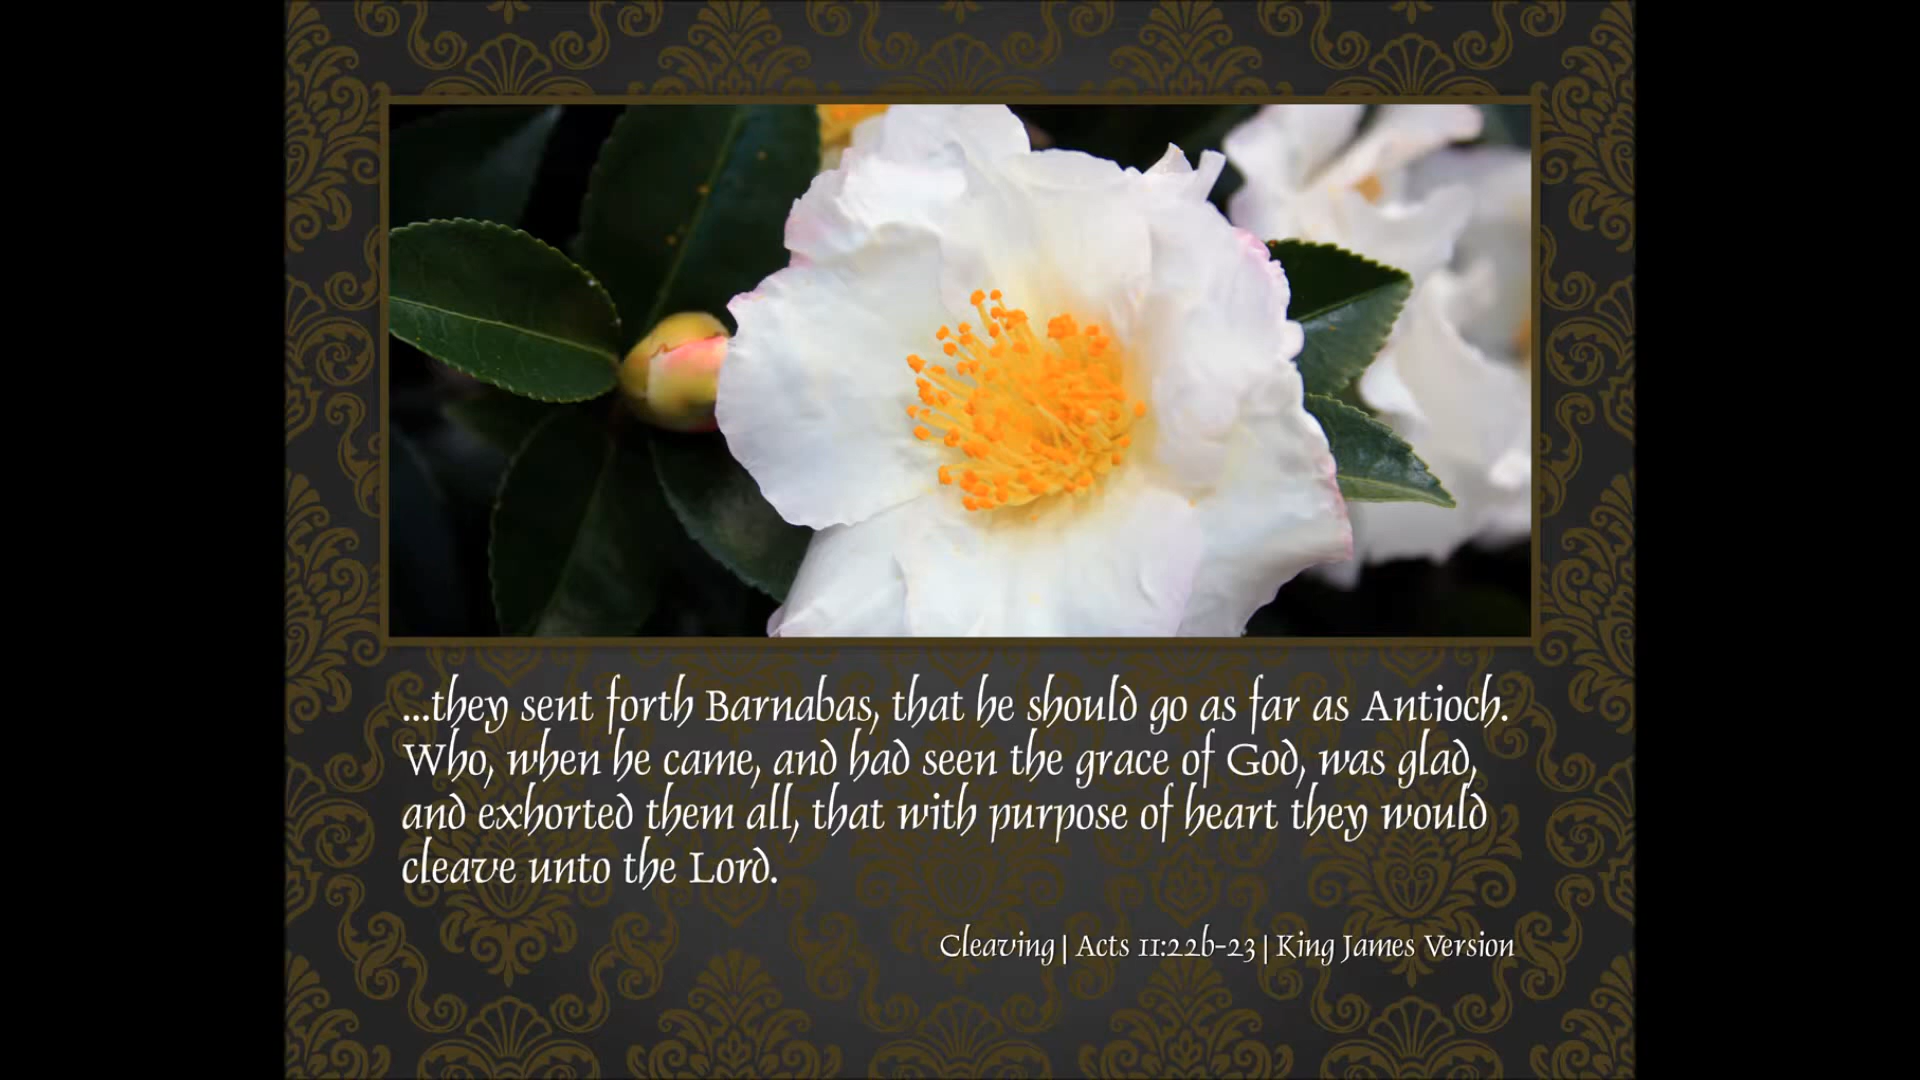 ...they sent forth Barnabas, that he should go as far as Antioch.
Who, when he came, and had seen the grace of God, was glad,
and exhorted them all, that with purpose of heart they would
cleave unto the Lord.
Cleaving | Acts 11:22b-23 | King James Version